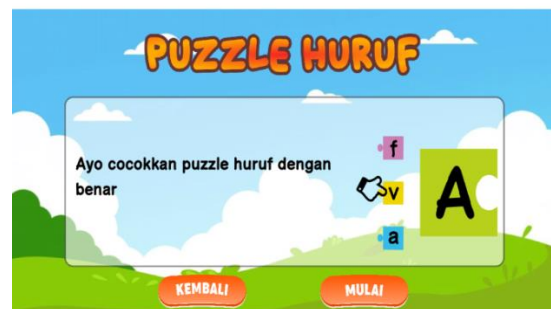 PUZZLE HURUF
Ayo cocokkan puzzle huruf dengan
benar
f
v
a
A
KEMBALI
MULAI